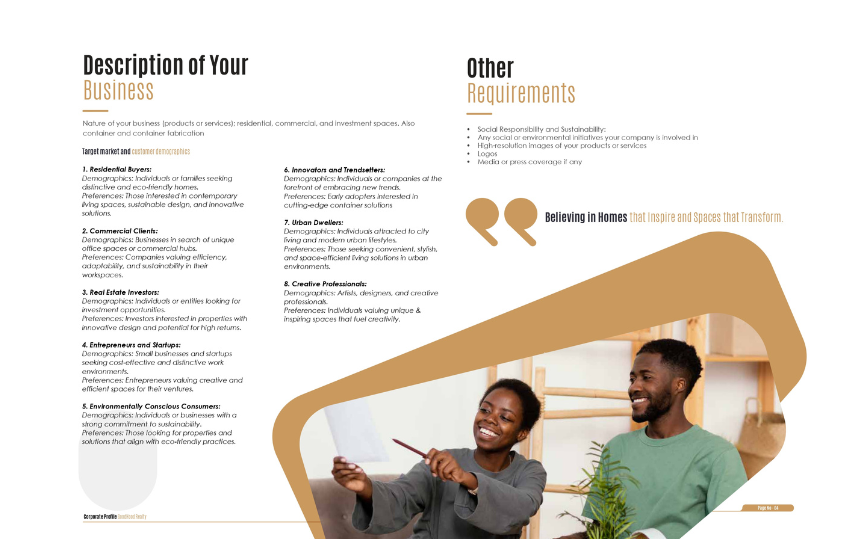 Description of Your
Business
Nature of your business (products or services): residential, commercial, and investment spaces. Also
container and container fabrication
Target market and customer demographics
1. Residential Buyers:
Demographics: Individuals or families seeking
distinctive and eco-friendly homes.
Preferences: Those interested in contemporary
living spaces, sustainable design, and innovative
solutions.
2. Commercial Clients:
Demographics: Businesses in search of unique
office spaces or commercial hubs.
Preferences: Companies valuing efficiency,
adaptability, and sustainability in their
workspaces.
3. Real Estate Investors:
Demographics: Individuals or entities looking for
investment opportunities.
Preferences: Investors interested in properties with
innovative design and potential for high returns.
4. Entrepreneurs and Startups:
Demographics: Small businesses and startups
seeking cost-effective and distinctive work
environments.
Preferences: Entrepreneurs valuing creative and
efficient spaces for their ventures.
5. Environmentally Conscious Consumers:
Demographics: Individuals or businesses with a
strong commitment to sustainability.
Preferences: Those looking for properties and
solutions that align with eco-friendly practices.
6. Innovators and Trendsetters:
Demographics: Individuals or companies at the
forefront of embracing new trends.
Preferences: Early adopters interested in
cutting-edge container solutions
7. Urban Dwellers:
Demographics: Individuals attracted to city
living and modern urban lifestyles.
Preferences: Those seeking convenient, stylish,
and space-efficient living solutions in urban
environments.
8. Creative Professionals:
Demographics: Artists, designers, and creative
professionals.
Preferences: Individuals valuing unique &
inspiring spaces that fuel creativity.
Corporate Profile
Other
Requirements
• Social Responsibility and Sustainability:
• Any social or environmental initiatives your company is involved in
• High-resolution images of your products or services
• Logos
• Media or press coverage if any
Believing in Homes that Inspire and Spaces that Transform.
Page No - 04